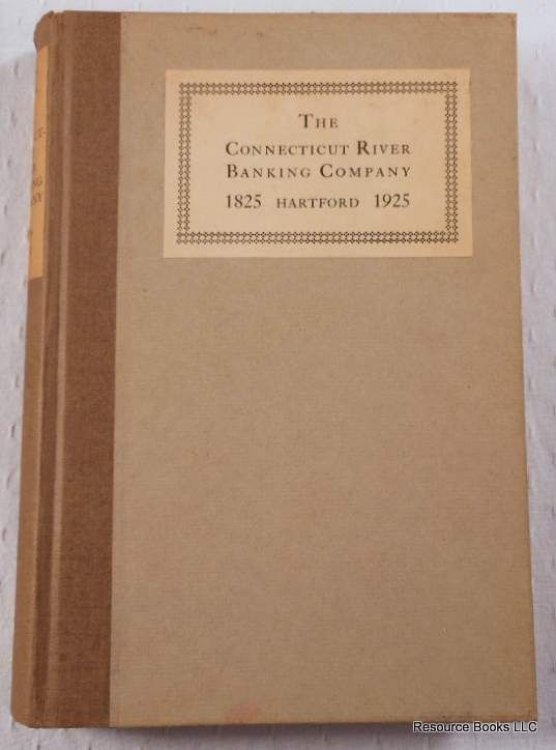 The
Connecticut River
Banking Company
1825 Hartford 1925
Resource Books LLC